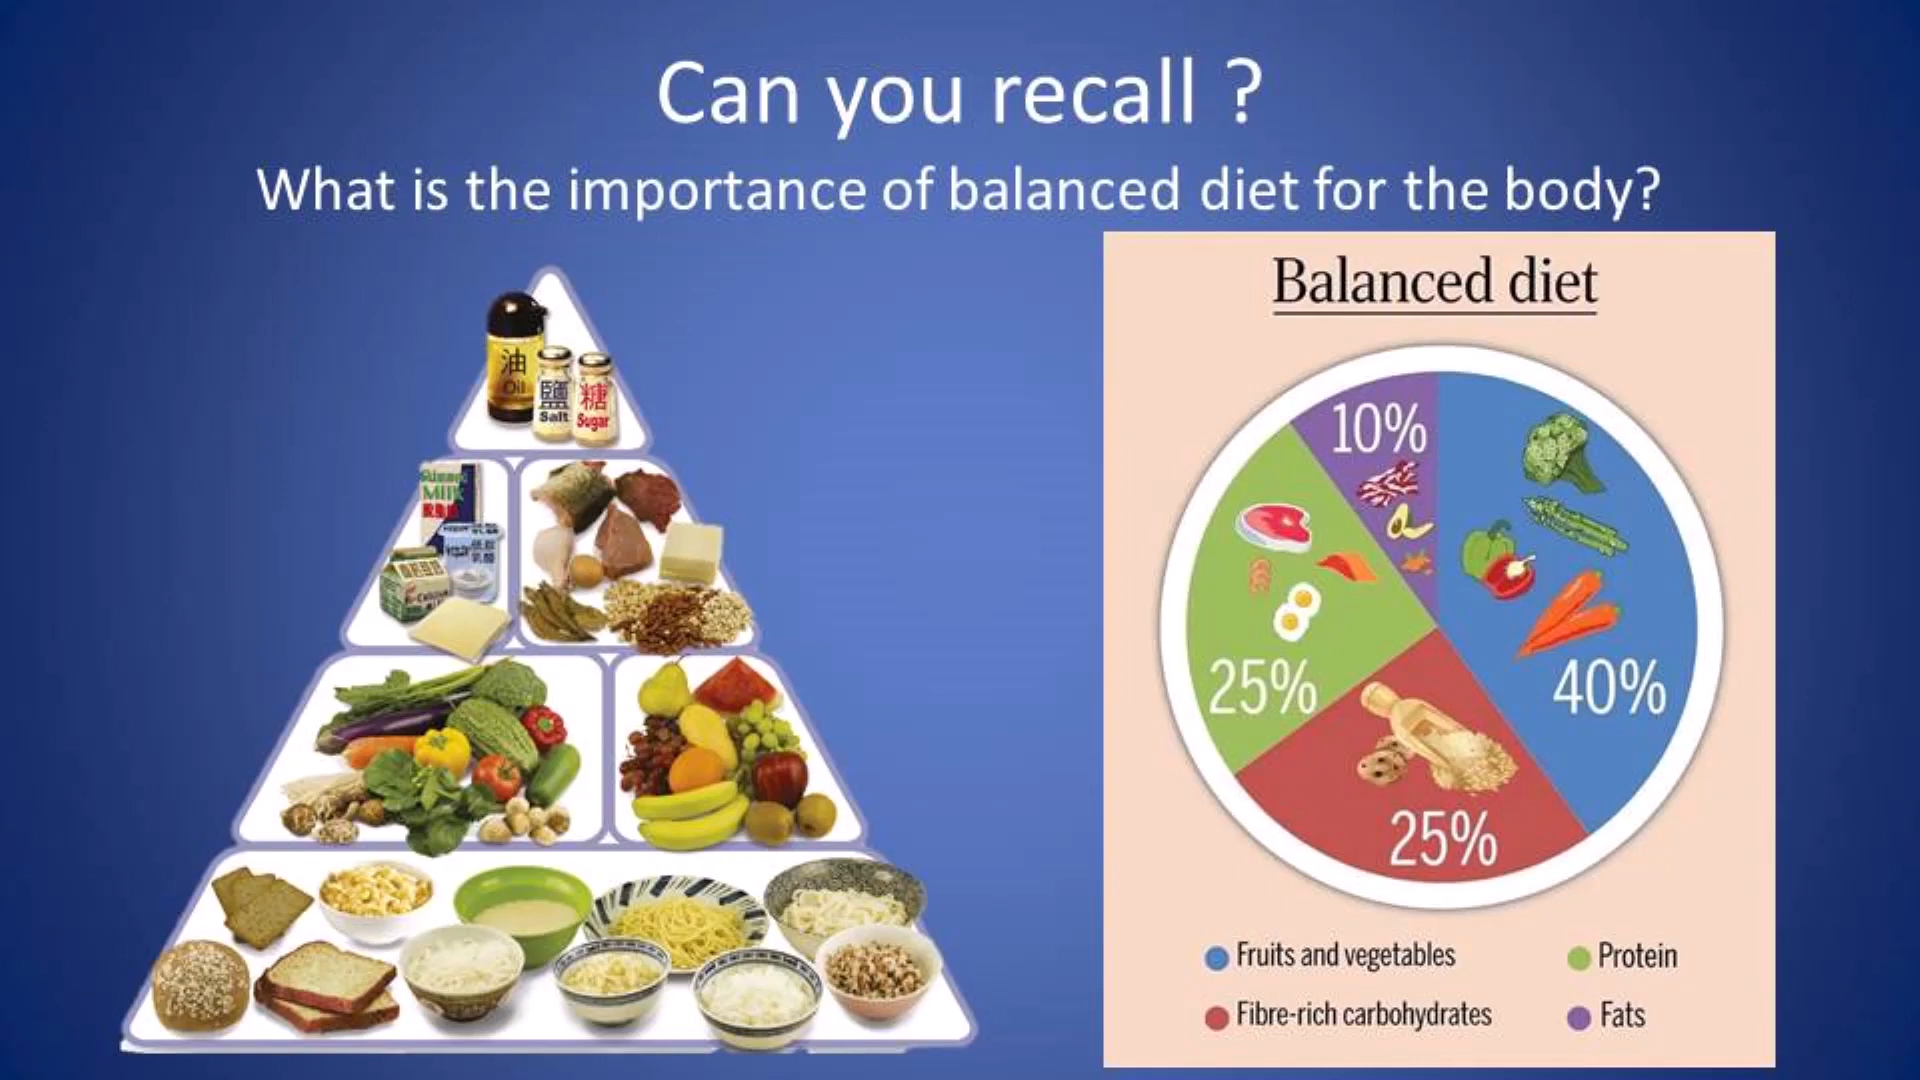 Can you recall ?
What is the importance of balanced diet for the body?
油
Oil
鹽
Salt
糖
Sugar
MILK
Balanced diet
10%
25%
40%
25%
Fruits and vegetables
Protein
Fibre-rich carbohydrates
Fats